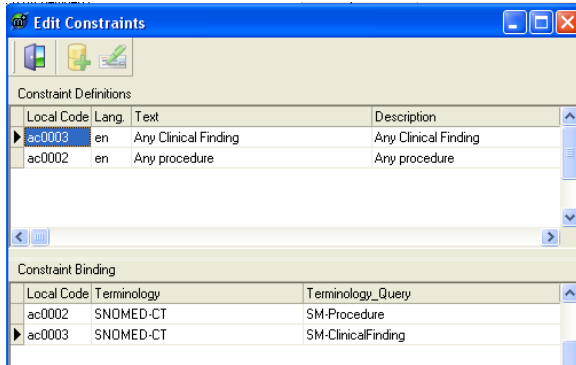 Edit Constraints
Constraint Definitions
Local Code Lang. Text Description
ac0003 en Any Clinical Finding Any Clinical Finding
ac0002 en Any procedure Any procedure
Constraint Binding
Local Code Terminology Terminology_Query
ac0002 SNOMED-CT SM-Procedure
ac0003 SNOMED-CT SM-ClinicalFinding